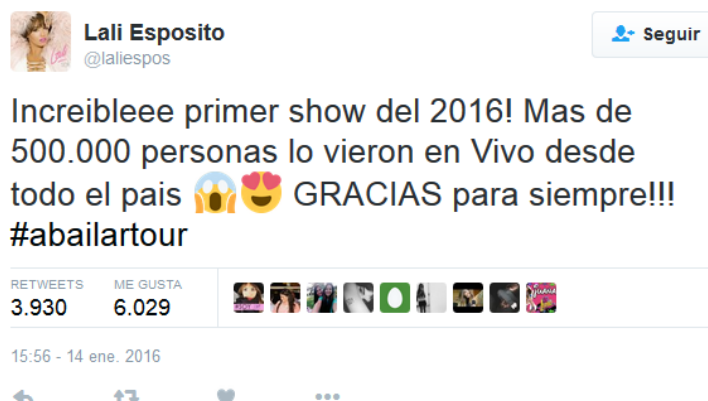 Lali Esposito
@laliespos
Seguir
Increibleee primer show del 2016! Mas de
500.000 personas lo vieron en Vivo desde
todo el pais 😱😍 GRACIAS para siempre!!!
#abailartour
RETWEETS ME GUSTA
3.930 6.029
15:56 - 14 ene. 2016